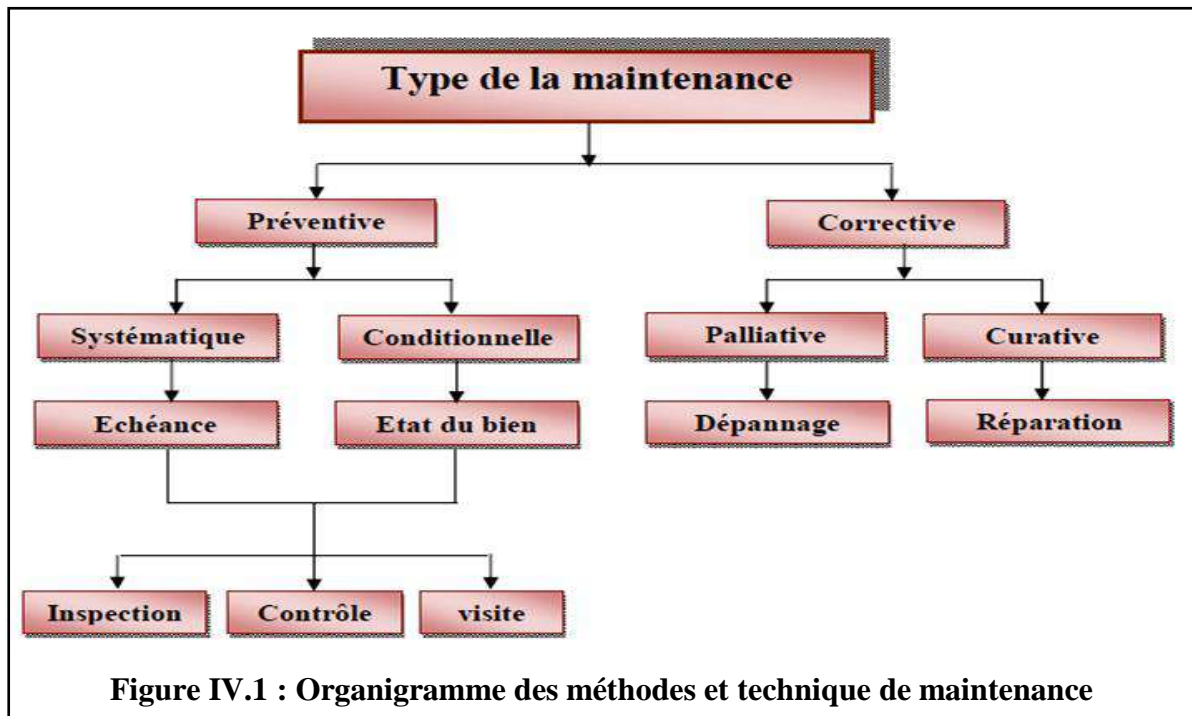 Type de la maintenance
Préventive
Corrective
Systématique
Conditionnelle
Palliative
Curative
Echéance
Etat du bien
Dépannage
Réparation
Inspection
Contrôle
visite
Figure IV.1 : Organigramme des méthodes et technique de maintenance